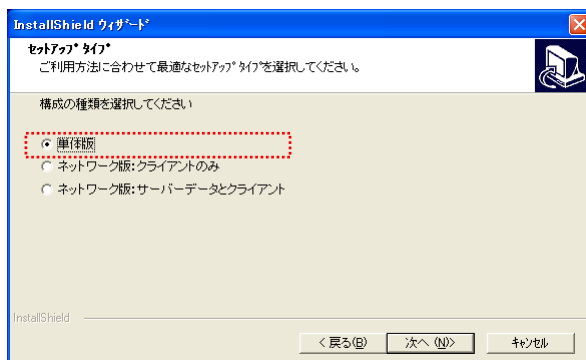 InstallShield ウィザード
セットアップ タイプ
ご利用方法に合わせて最適なセットアップ タイプを選択してください。
構成の種類を選択してください
単体版
ネットワーク版:クライアントのみ
ネットワーク版:サーバーデータとクライアント
InstallShield
< 戻る(B) 次へ (N)> キャンセル